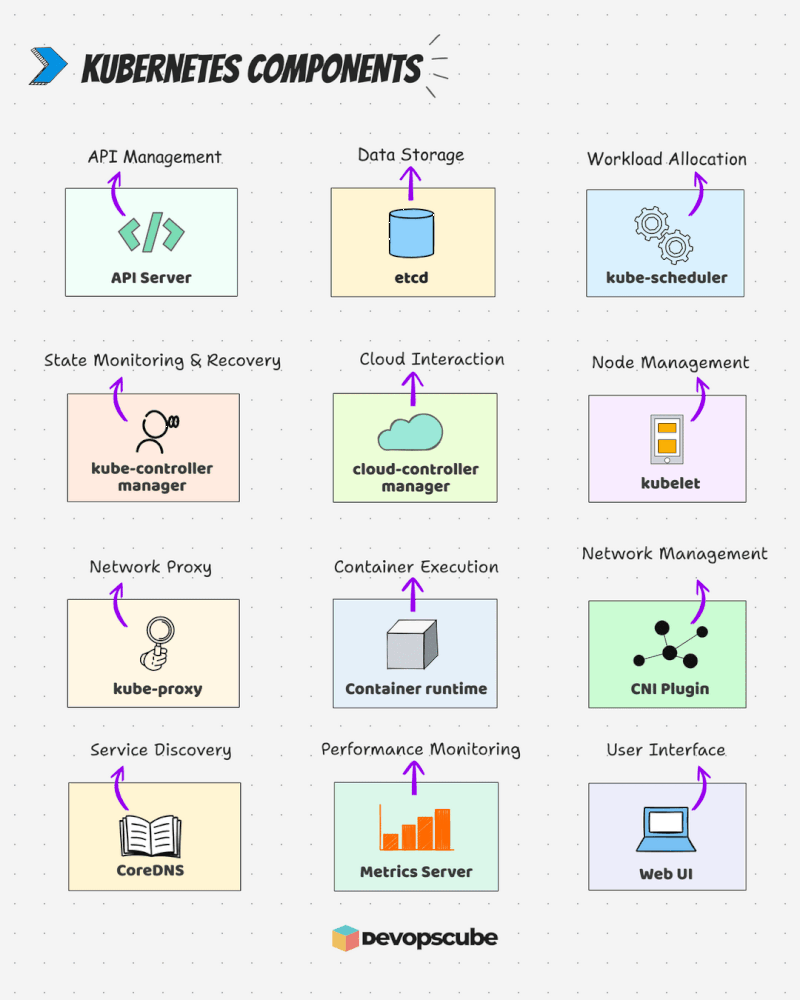 KUBERNETES COMPONENTS
API Management
Data Storage
Workload Allocation
</>
API Server
etcd
kube-scheduler
State Monitoring & Recovery
Cloud Interaction
Node Management
kube-controller
manager
cloud-controller
manager
kubelet
Network Proxy
Container Execution
Network Management
kube-proxy
Container runtime
CNI Plugin
Service Discovery
Performance Monitoring
User Interface
CoreDNS
Metrics Server
Web UI
DEVOPSCUBE